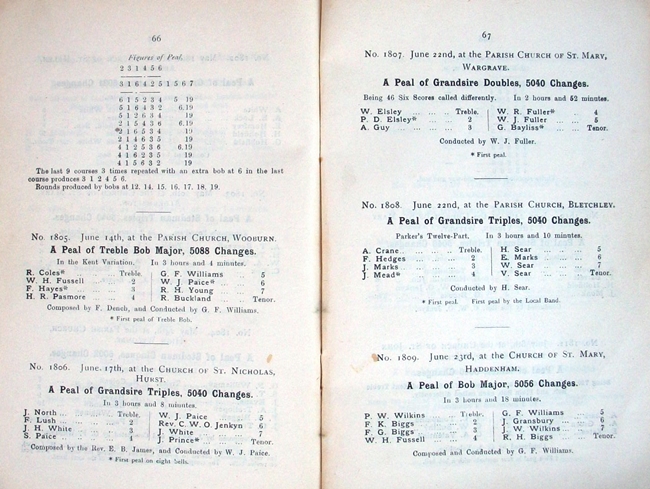 66
Figures of Peal.
2 3 1 4 5 6
3 1 6 4 2 5 1 5 6 7
6 1 5 2 3 4 5 19
4 1 6 5 2 3 6.19
5 1 2 6 3 4 6.19
2 1 5 4 3 6 6.19
*2 1 6 5 3 4 19
2 1 4 6 3 5 19
4 1 6 2 3 5 19
4 1 5 6 3 2 19
The last 9 courses 3 times repeated with an extra bob at 6 in the last
course produces 3 1 2 4 5 6.
Rounds produced by bobs at 12. 14. 15. 16. 17. 18. 19.
No. 1805. June 14th, at the PARISH CHURCH, WOOBURN.
A Peal of Treble Bob Major, 5088 Changes.
In the Kent Variation. In 3 hours and 4 minutes.
R. Coles* ... ... Treble. G. F. Williams ... 5
W. H. Fussell ... 2 W. J. Paice* ... ... 6
F. Hayes* ... ... 3 R. H. Young ... ... 7
H. R. Pasmore ... 4 R. Buckland ... Tenor.
Composed by F. Dench, and Conducted by G. F. Williams.
* First peal of Treble Bob.
No. 1806. June 17th, at the CHURCH OF ST. NICHOLAS,
HURST.
A Peal of Grandsire Triples, 5040 Changes.
In 3 hours and 8 minutes.
J. North ... ... Treble. W. J. Paice ... 5
F. Lush ... ... 2 Rev. C. W. O. Jenkyn 6
J. H. White ... ... 3 J. White ... ... 7
S. Paice ... ... 4 J. Prince* ... Tenor.
Composed by the Rev. E. B. James, and Conducted by W. J. Paice.
* First peal on eight bells.
67
No. 1807. June 22nd, at the PARISH CHURCH OF ST. MARY,
WARGRAVE.
A Peal of Grandsire Doubles, 5040 Changes.
Being 46 Six Scores called differently. In 2 hours and 52 minutes.
W. Elsley ... ... Treble. W. R. Fuller* .. 4
P. D. Elsley* ... 2 W. J. Fuller ... ... 5
A. Guy ... ... 3 G. Bayliss* ... Tenor.
Conducted by W. J. Fuller.
* First peal.
No. 1808. June 22nd, at the PARISH CHURCH, BLETCHLEY.
A Peal of Grandsire Triples, 5040 Changes.
Parker's Twelve-Part. In 3 hours and 10 minutes.
A. Crane ... ... Treble. H. Sear ... ... 5
F. Hedges ... ... 2 E. Marks ... ... 6
J. Marks ... ... 3 W. Sear ... ... 7
J. Mead* ... ... 4 V. Sear ... Tenor.
Conducted by H. Sear.
* First peal. First peal by the Local Band.
No. 1809. June 23rd, at the CHURCH OF ST. MARY,
HADDENHAM.
A Peal of Bob Major, 5056 Changes.
In 3 hours and 18 minutes.
P. W. Wilkins ... Treble. G. F. Williams ... 5
F. K. Biggs ... ... 2 J. Gransbury ... ... 6
F. G. Biggs ... ... 3 J. W. Wilkins ... 7
W. H. Fussell ... 4 R. H. Biggs ... Tenor.
Composed and Conducted by G. F. Williams.